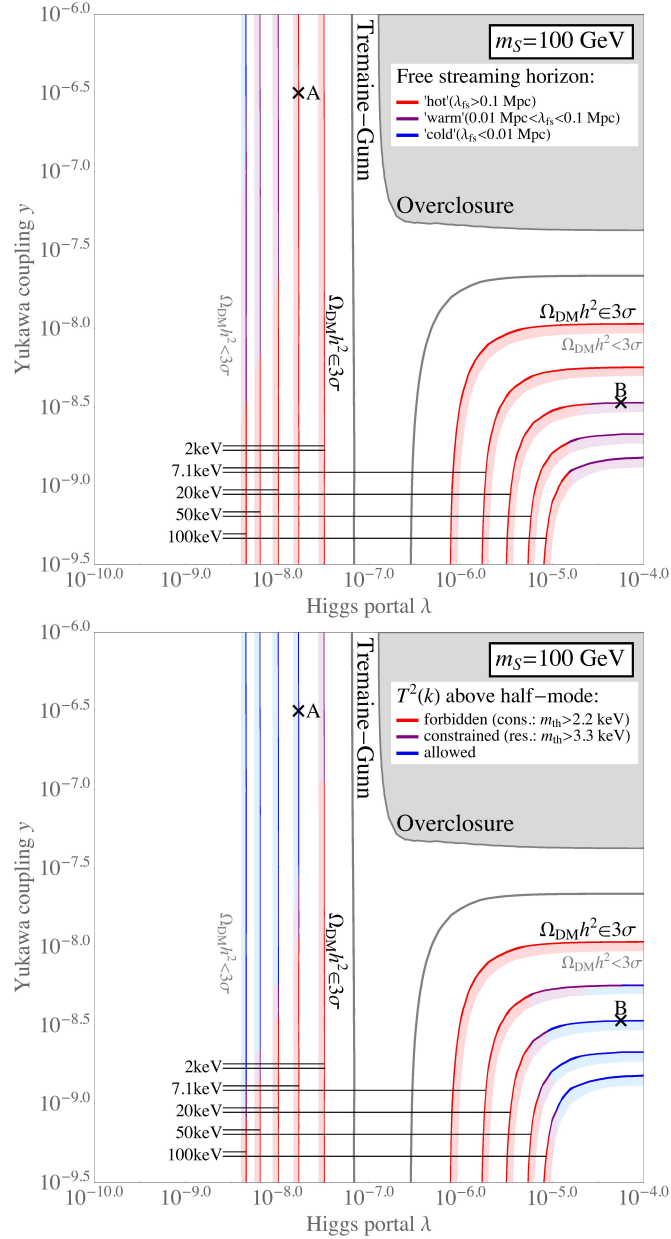 m_S=100 GeV
Free streaming horizon:
'hot'(λ_fs>0.1 Mpc)
'warm'(0.01 Mpc<λ_fs<0.1 Mpc)
'cold'(λ_fs<0.01 Mpc)
Tremaine−Gunn
Overclosure
A
B
Ω_DM h²<3σ
Ω_DM h²∈3σ
Ω_DM h²∈3σ
Ω_DM h²<3σ
2keV
7.1keV
20keV
50keV
100keV
Yukawa coupling y
10^−6.0
10^−6.5
10^−7.0
10^−7.5
10^−8.0
10^−8.5
10^−9.0
10^−9.5
10^−10.0 10^−9.0 10^−8.0 10^−7.0 10^−6.0 10^−5.0 10^−4.0
Higgs portal λ
m_S=100 GeV
T²(k) above half−mode:
forbidden (cons.: m_th>2.2 keV)
constrained (res.: m_th>3.3 keV)
allowed
Tremaine−Gunn
Overclosure
A
B
Ω_DM h²<3σ
Ω_DM h²∈3σ
Ω_DM h²∈3σ
Ω_DM h²<3σ
2keV
7.1keV
20keV
50keV
100keV
Yukawa coupling y
10^−6.0
10^−6.5
10^−7.0
10^−7.5
10^−8.0
10^−8.5
10^−9.0
10^−9.5
10^−10.0 10^−9.0 10^−8.0 10^−7.0 10^−6.0 10^−5.0 10^−4.0
Higgs portal λ